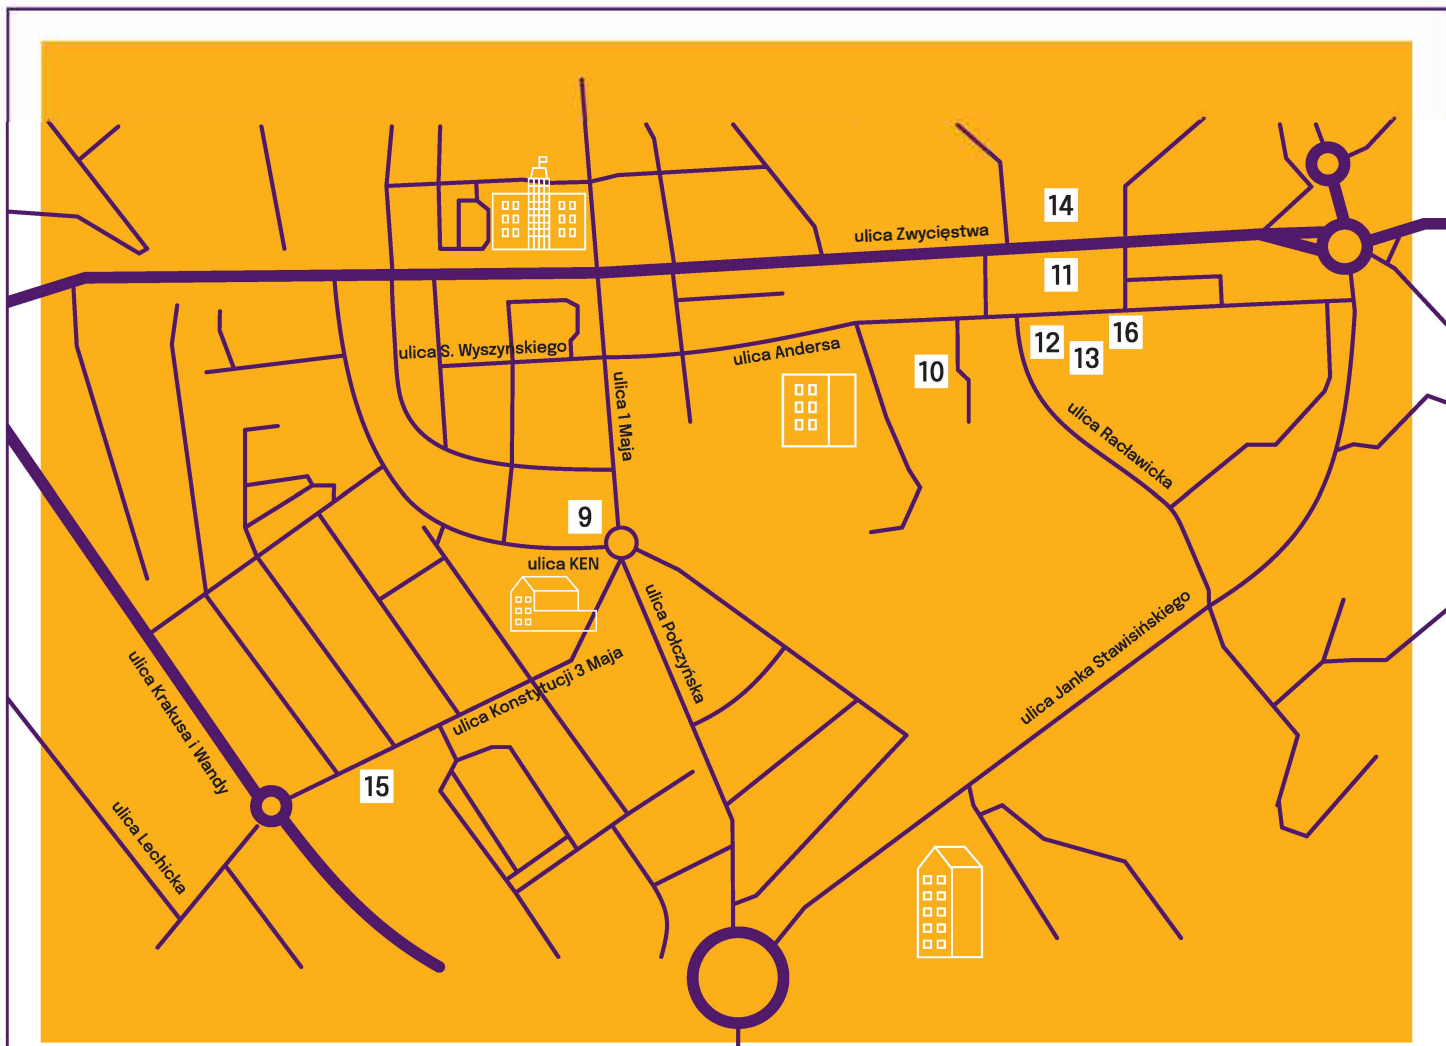 14
ulica Zwycięstwa
11
16
12
13
ulica S. Wyszyńskiego
ulica Andersa
10
ulica 1 Maja
ulica Racławicka
9
ulica KEN
ulica Połczyńska
ulica Janka Stawisińskiego
ulica Konstytucji 3 Maja
ulica Krakusa i Wandy
15
ulica Lechicka